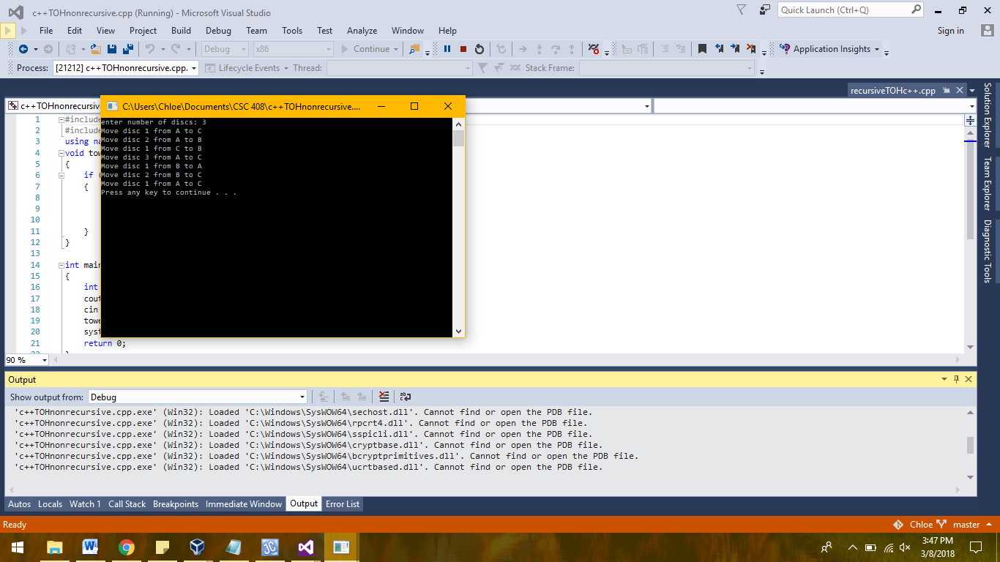 c++TOHnonrecursive.cpp (Running) - Microsoft Visual Studio
Quick Launch (Ctrl+Q)
File Edit View Project Build Debug Team Tools Test Analyze Window Help
Sign in
Debug x86 Continue Application Insights
Process: [21212] c++TOHnonrecursive.cpp. Lifecycle Events Thread: Stack Frame:
recursiveTOHc++.cpp
c++TOHnonrecursive
C:\Users\Chloe\Documents\CSC 408\c++TOHnonrecursive....
enter number of discs: 3
Move disc 1 from A to C
Move disc 2 from A to B
Move disc 1 from C to B
Move disc 3 from A to C
Move disc 1 from B to A
Move disc 2 from B to C
Move disc 1 from A to C
Press any key to continue . . .
1 #include
2 #include
3 using na
4 void tow
5 {
6 if (
7 {
8
9
10
11 }
12 }
13
14 int main
15 {
16 int
17 cout
18 cin
19 towe
20 syst
21 return 0;
Solution Explorer
Team Explorer
Diagnostic Tools
90 %
Output
Show output from: Debug
'c++TOHnonrecursive.cpp.exe' (Win32): Loaded 'C:\Windows\SysWOW64\sechost.dll'. Cannot find or open the PDB file.
'c++TOHnonrecursive.cpp.exe' (Win32): Loaded 'C:\Windows\SysWOW64\rpcrt4.dll'. Cannot find or open the PDB file.
'c++TOHnonrecursive.cpp.exe' (Win32): Loaded 'C:\Windows\SysWOW64\sspicli.dll'. Cannot find or open the PDB file.
'c++TOHnonrecursive.cpp.exe' (Win32): Loaded 'C:\Windows\SysWOW64\cryptbase.dll'. Cannot find or open the PDB file.
'c++TOHnonrecursive.cpp.exe' (Win32): Loaded 'C:\Windows\SysWOW64\bcryptprimitives.dll'. Cannot find or open the PDB file.
'c++TOHnonrecursive.cpp.exe' (Win32): Loaded 'C:\Windows\SysWOW64\ucrtbased.dll'. Cannot find or open the PDB file.
Autos Locals Watch 1 Call Stack Breakpoints Immediate Window Output Error List
Ready
Chloe master
3:47 PM
3/8/2018